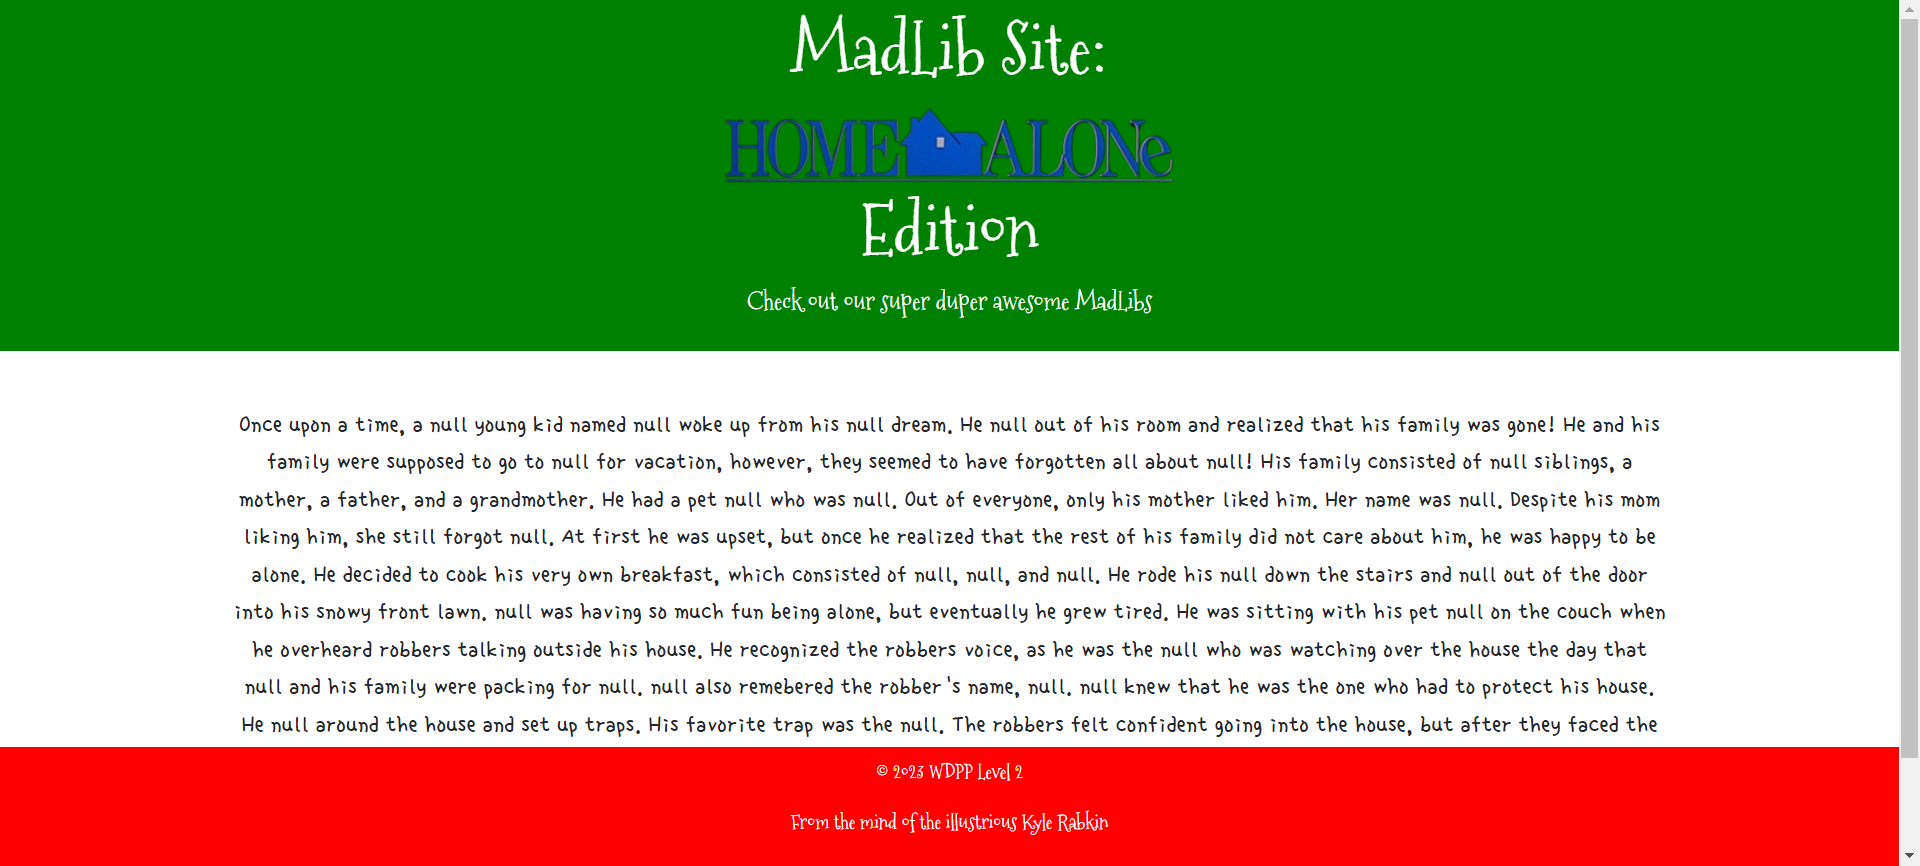 MadLib Site:
HOME ALONe
Edition
Check out our super duper awesome MadLibs
Once upon a time, a null young kid named null woke up from his null dream. He null out of his room and realized that his family was gone! He and his
family were supposed to go to null for vacation, however, they seemed to have forgotten all about null! His family consisted of null siblings, a
mother, a father, and a grandmother. He had a pet null who was null. Out of everyone, only his mother liked him. Her name was null. Despite his mom
liking him, she still forgot null. At first he was upset, but once he realized that the rest of his family did not care about him, he was happy to be
alone. He decided to cook his very own breakfast, which consisted of null, null, and null. He rode his null down the stairs and null out of the door
into his snowy front lawn. null was having so much fun being alone, but eventually he grew tired. He was sitting with his pet null on the couch when
he overheard robbers talking outside his house. He recognized the robbers voice, as he was the null who was watching over the house the day that
null and his family were packing for null. null also remebered the robber's name, null. null knew that he was the one who had to protect his house.
He null around the house and set up traps. His favorite trap was the null. The robbers felt confident going into the house, but after they faced the
© 2023 WDPP Level 2
From the mind of the illustrious Kyle Rabkin